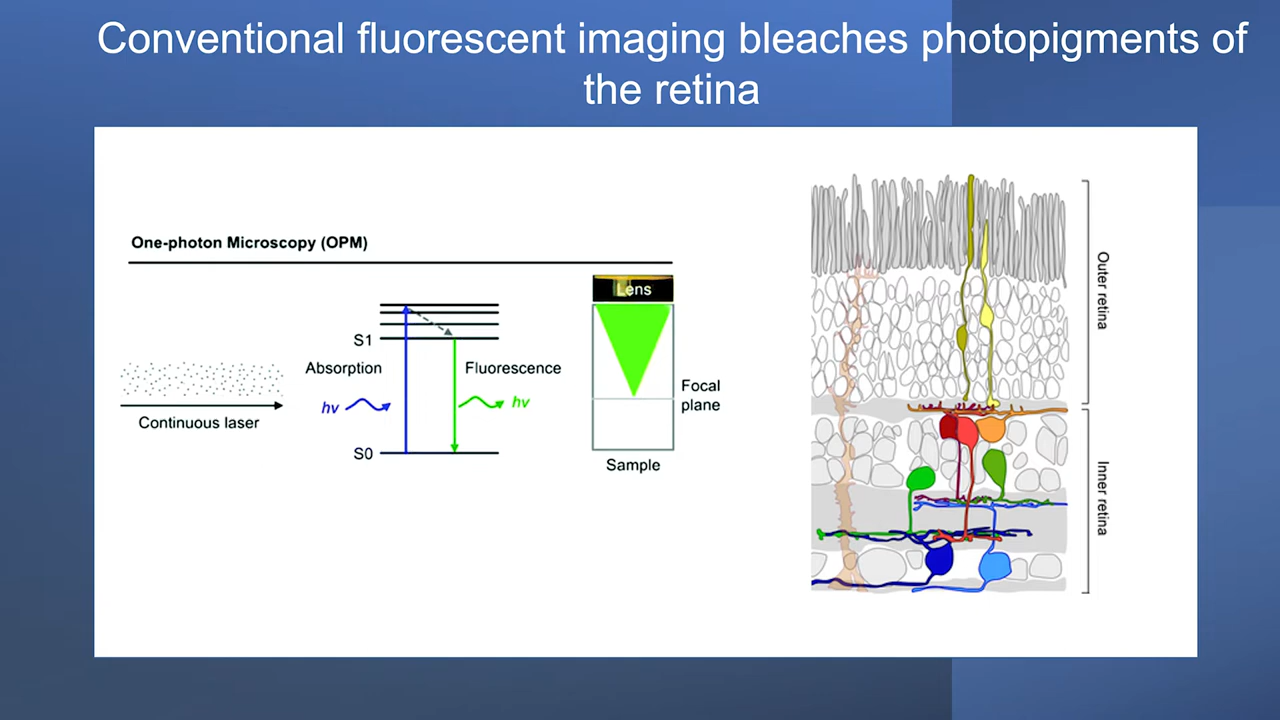 Conventional fluorescent imaging bleaches photopigments of
the retina
One-photon Microscopy (OPM)
Lens
S1
Absorption
Fluorescence
hv
hv
Continuous laser
S0
Focal
plane
Sample
Outer retina
Inner retina